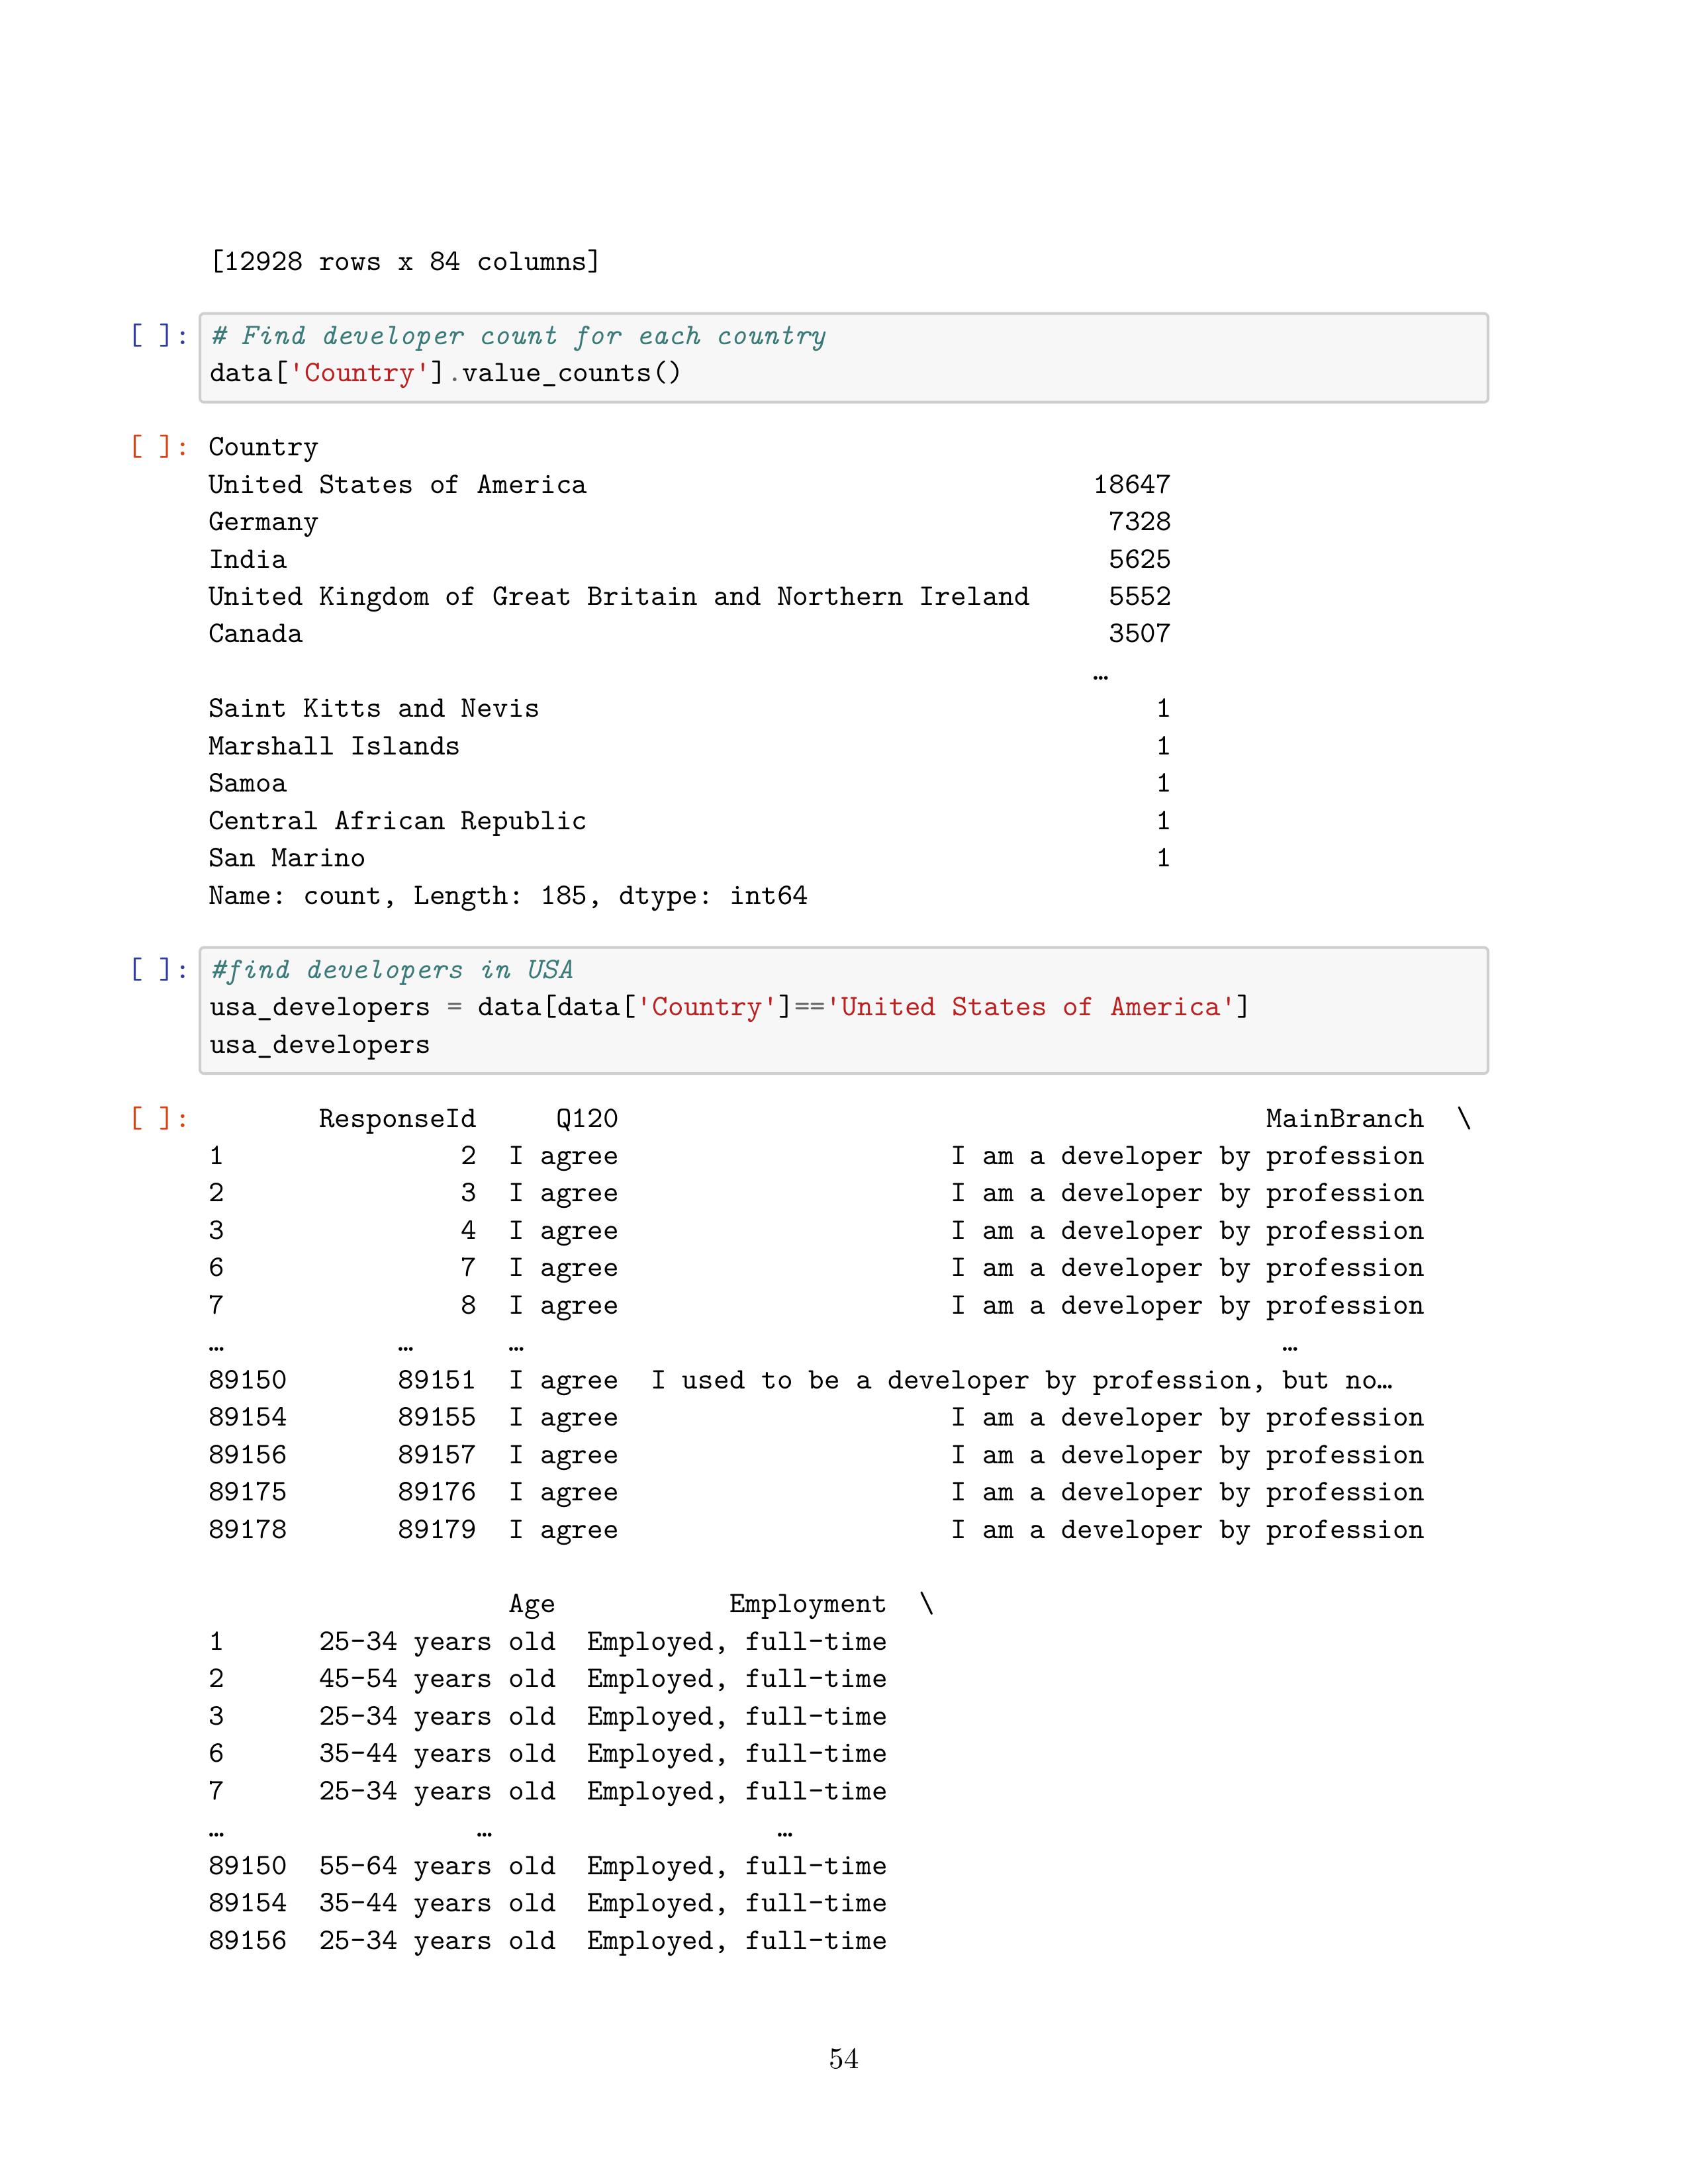 [12928 rows x 84 columns]
[ ]: # Find developer count for each country
data['Country'].value_counts()
[ ]: Country
United States of America                                18647
Germany                                                  7328
India                                                    5625
United Kingdom of Great Britain and Northern Ireland     5552
Canada                                                   3507
…
Saint Kitts and Nevis                                       1
Marshall Islands                                            1
Samoa                                                       1
Central African Republic                                    1
San Marino                                                  1
Name: count, Length: 185, dtype: int64
[ ]: #find developers in USA
usa_developers = data[data['Country']=='United States of America']
usa_developers
[ ]:        ResponseId     Q120                                         MainBranch  \
1               2  I agree                     I am a developer by profession
2               3  I agree                     I am a developer by profession
3               4  I agree                     I am a developer by profession
6               7  I agree                     I am a developer by profession
7               8  I agree                     I am a developer by profession
…           …      …                                                …
89150       89151  I agree  I used to be a developer by profession, but no…
89154       89155  I agree                     I am a developer by profession
89156       89157  I agree                     I am a developer by profession
89175       89176  I agree                     I am a developer by profession
89178       89179  I agree                     I am a developer by profession
Age           Employment  \
1      25-34 years old  Employed, full-time
2      45-54 years old  Employed, full-time
3      25-34 years old  Employed, full-time
6      35-44 years old  Employed, full-time
7      25-34 years old  Employed, full-time
…                …                  …
89150  55-64 years old  Employed, full-time
89154  35-44 years old  Employed, full-time
89156  25-34 years old  Employed, full-time
54